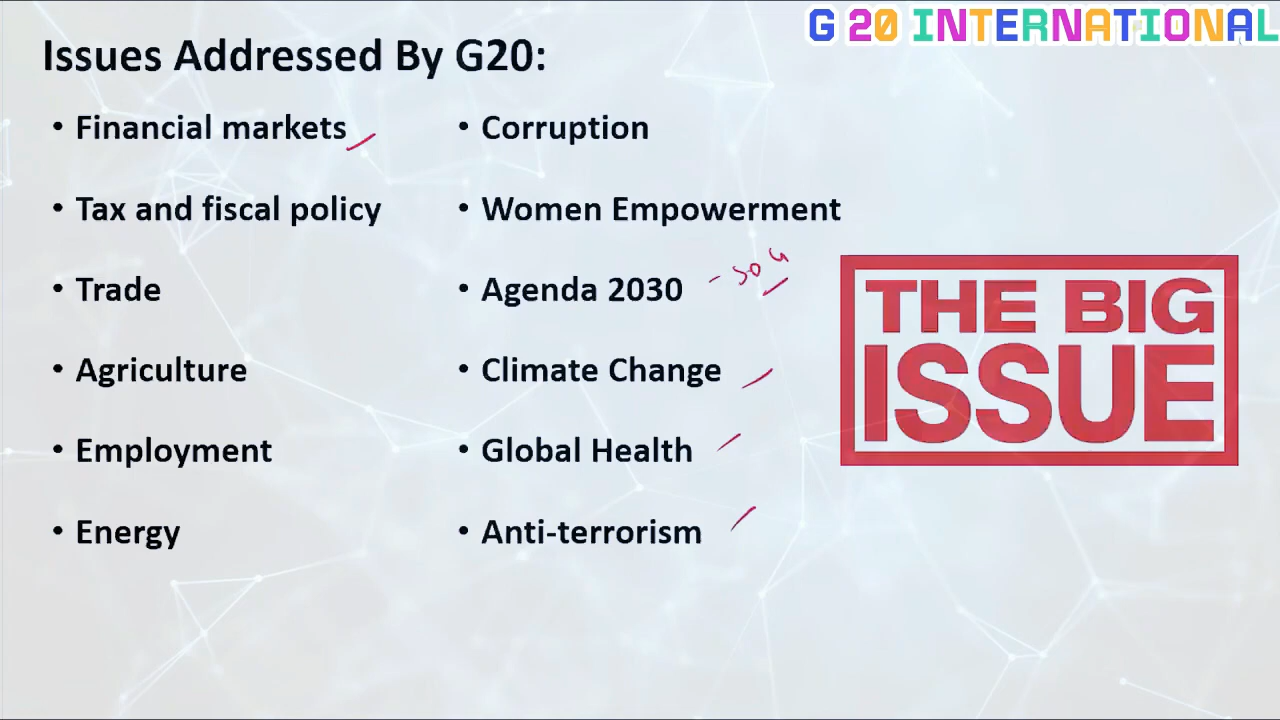 G 20 INTERNATIONAL
Issues Addressed By G20:
• Financial markets
• Tax and fiscal policy
• Trade
• Agriculture
• Employment
• Energy
• Corruption
• Women Empowerment
• Agenda 2030
• Climate Change
• Global Health
• Anti-terrorism
THE BIG
ISSUE